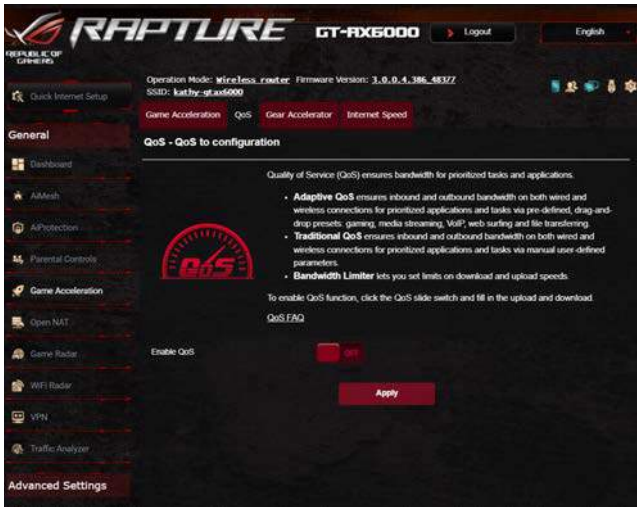 REPUBLIC OF
GAMERS
RAPTURE
GT-AX6000
Logout
English
Quick Internet Setup
General
Dashboard
AiMesh
AiProtection
Parental Controls
Game Acceleration
Open NAT
Game Radar
WiFi Radar
VPN
Traffic Analyzer
Advanced Settings
Operation Mode: Wireless router Firmware Version: 3.0.0.4.386_48377
SSID: kathy-gtax6000
Game Acceleration QoS Gear Accelerator Internet Speed
QoS - QoS to configuration
QoS
Quality of Service (QoS) ensures bandwidth for prioritized tasks and applications.
• Adaptive QoS ensures inbound and outbound bandwidth on both wired and
wireless connections for prioritized applications and tasks via pre-defined, drag-and-
drop presets: gaming, media streaming, VoIP, web surfing and file transferring.
• Traditional QoS ensures inbound and outbound bandwidth on both wired and
wireless connections for prioritized applications and tasks via manual user-defined
parameters.
• Bandwidth Limiter lets you set limits on download and upload speeds.
To enable QoS function, click the QoS slide switch and fill in the upload and download.
QoS FAQ
Enable QoS
OFF
Apply